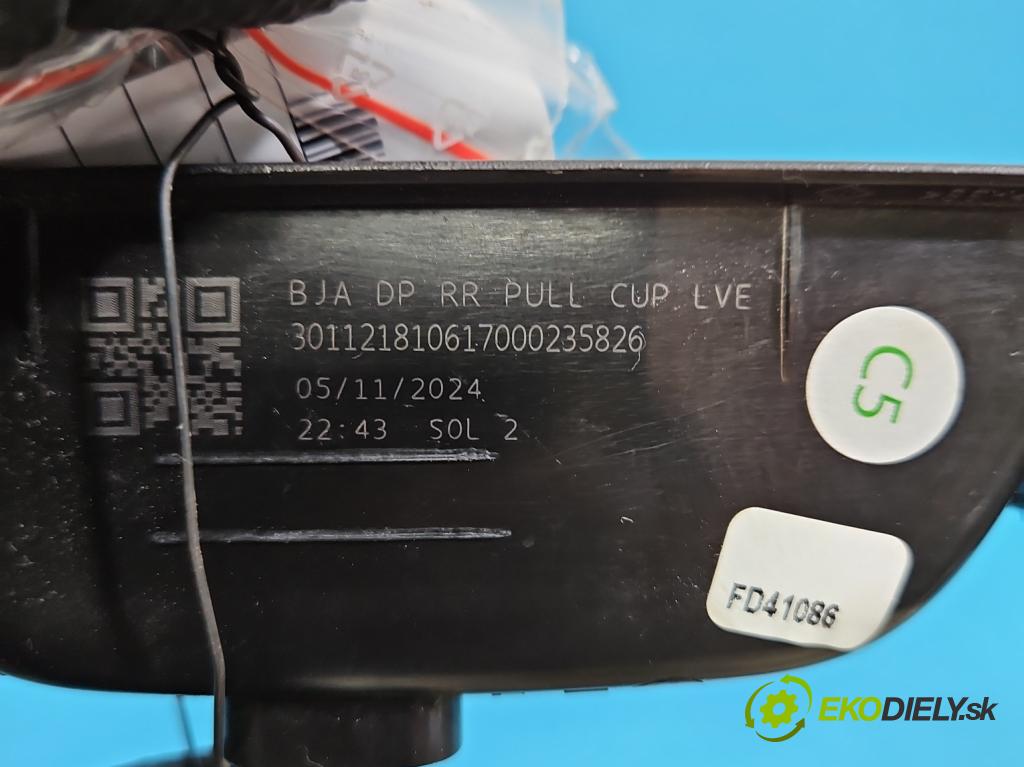 BJA DP RR PULL CUP LVE
301121810617000235826
05/11/2024
22:43 SOL 2
C5
FD41086
EKODIELY.sk